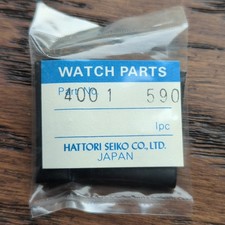 WATCH PARTS
Part No.
4001 590
1pc
HATTORI SEIKO CO., LTD.
JAPAN